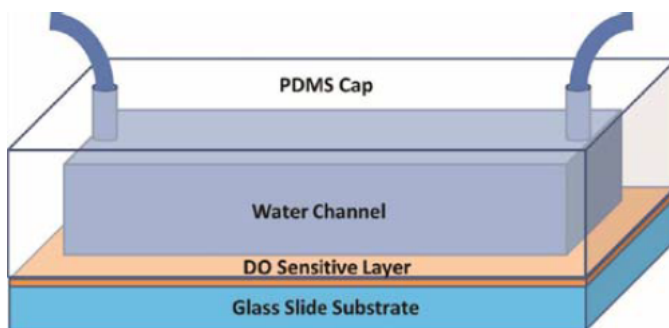 PDMS Cap
Water Channel
DO Sensitive Layer
Glass Slide Substrate